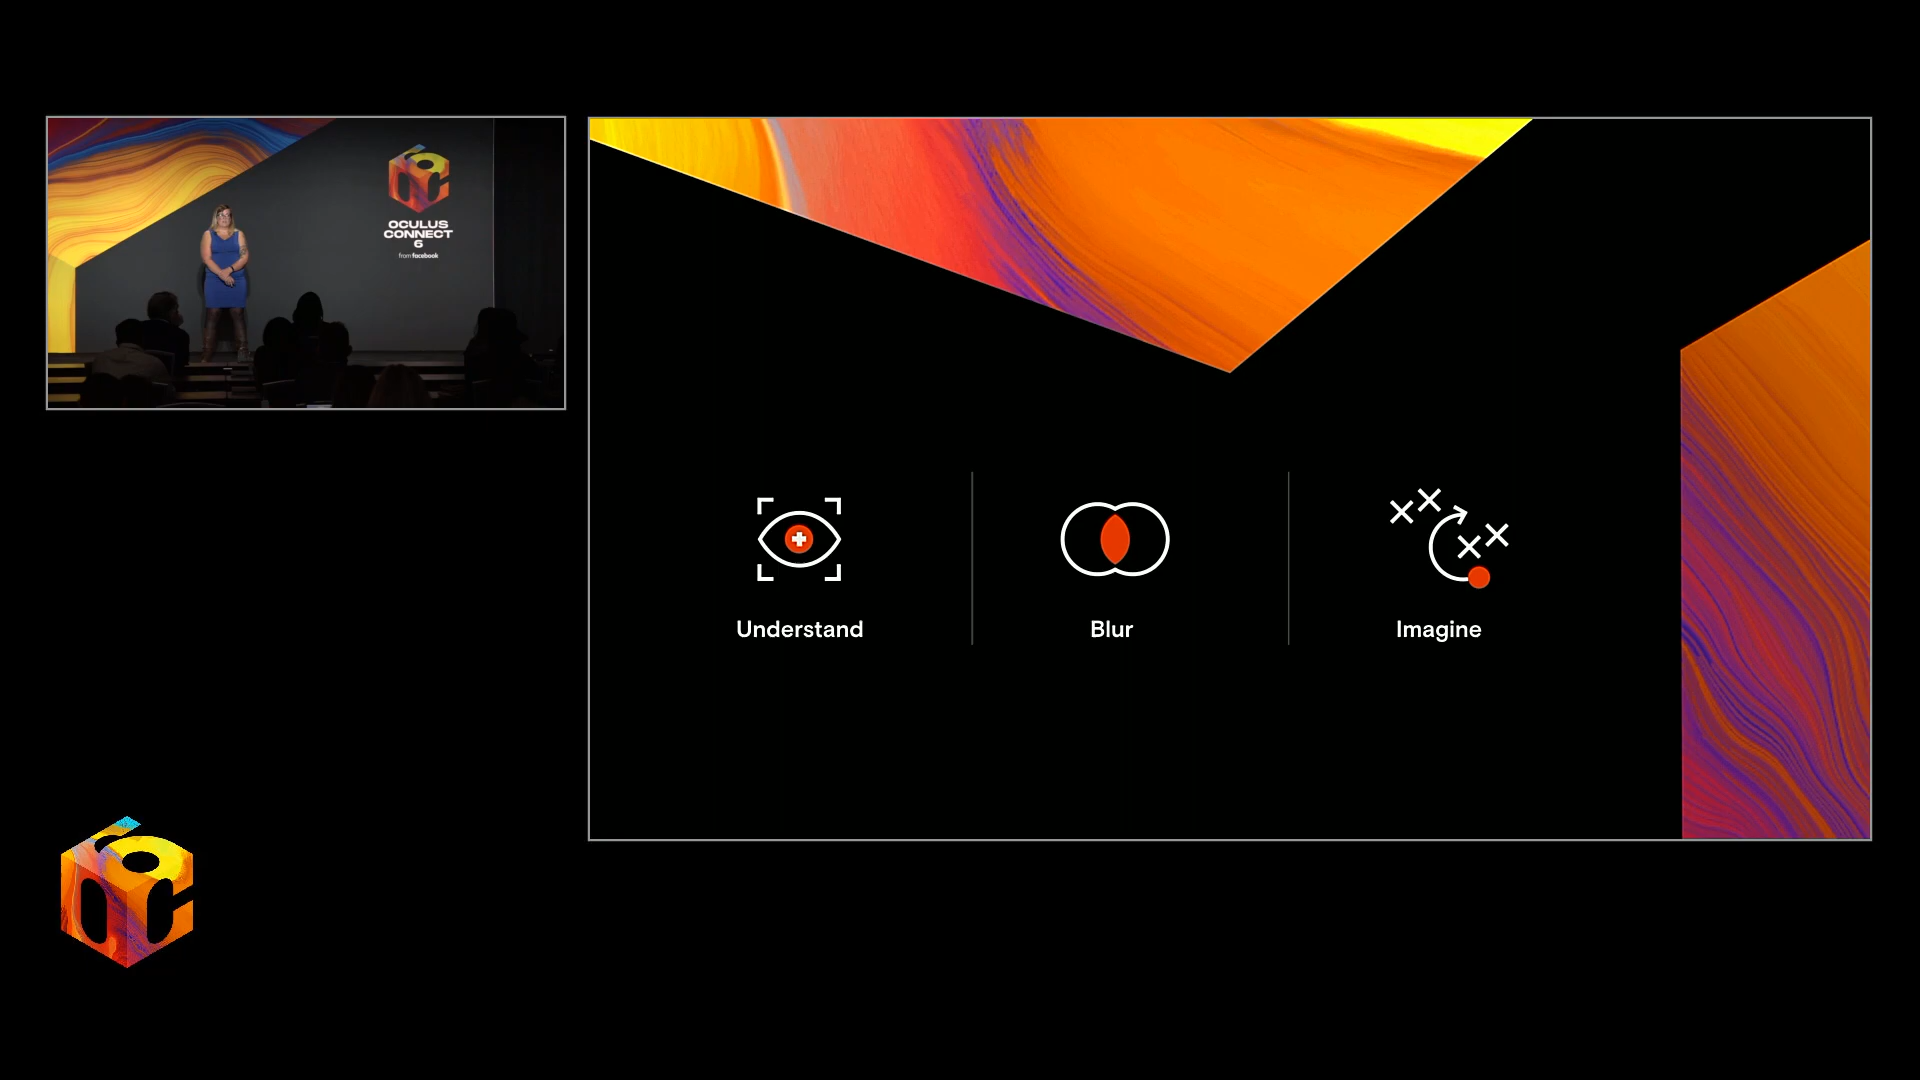 OCULUS
CONNECT
6
from facebook
Understand
Blur
Imagine